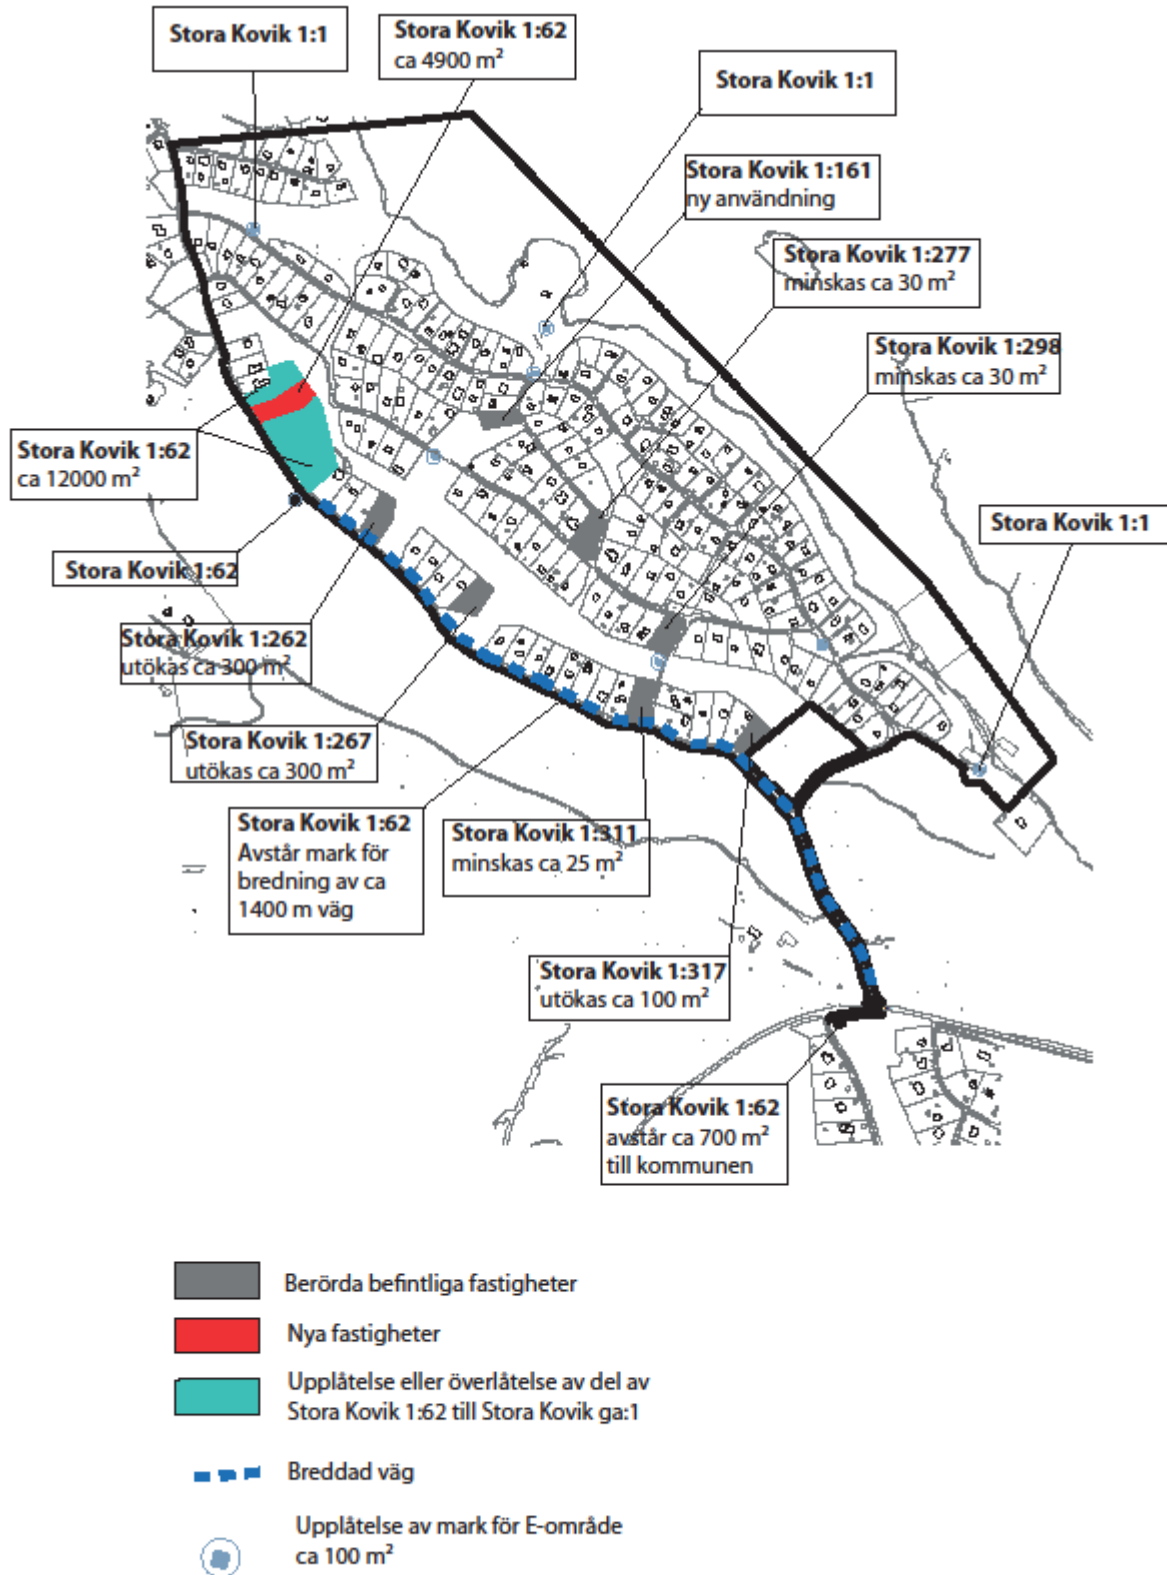 Stora Kovik 1:1
Stora Kovik 1:62
ca 4900 m²
Stora Kovik 1:1
Stora Kovik 1:161
ny användning
Stora Kovik 1:277
minskas ca 30 m²
Stora Kovik 1:298
minskas ca 30 m²
Stora Kovik 1:62
ca 12000 m²
Stora Kovik 1:1
Stora Kovik 1:62
Stora Kovik 1:262
utökas ca 300 m²
Stora Kovik 1:267
utökas ca 300 m²
Stora Kovik 1:62
Avstår mark för
bredning av ca
1400 m väg
Stora Kovik 1:311
minskas ca 25 m²
Stora Kovik 1:317
utökas ca 100 m²
Stora Kovik 1:62
avstår ca 700 m²
till kommunen
Berörda befintliga fastigheter
Nya fastigheter
Upplåtelse eller överlåtelse av del av
Stora Kovik 1:62 till Stora Kovik ga:1
Breddad väg
Upplåtelse av mark för E-område
ca 100 m²